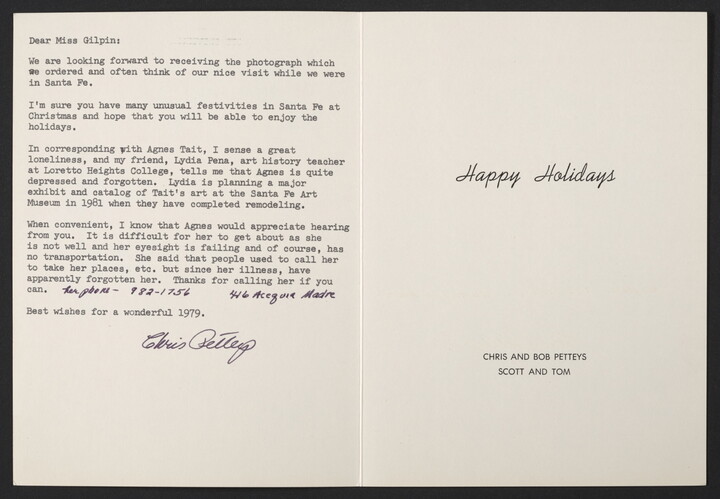 Dear Miss Gilpin:
We are looking forward to receiving the photograph which
we ordered and often think of our nice visit while we were
in Santa Fe.
I'm sure you have many unusual festivities in Santa Fe at
Christmas and hope that you will be able to enjoy the
holidays.
In corresponding with Agnes Tait, I sense a great
loneliness, and my friend, Lydia Pena, art history teacher
at Loretto Heights College, tells me that Agnes is quite
depressed and forgotten. Lydia is planning a major
exhibit and catalog of Tait's art at the Santa Fe Art
Museum in 1981 when they have completed remodeling.
When convenient, I know that Agnes would appreciate hearing
from you. It is difficult for her to get about as she
is not well and her eyesight is failing and of course, has
no transportation. She said that people used to call her
to take her places, etc. but since her illness, have
apparently forgotten her. Thanks for calling her if you
can. her phone - 982-1756 416 Acequia Madre
Best wishes for a wonderful 1979.
Chris Petteys
Happy Holidays
CHRIS AND BOB PETTEYS
SCOTT AND TOM